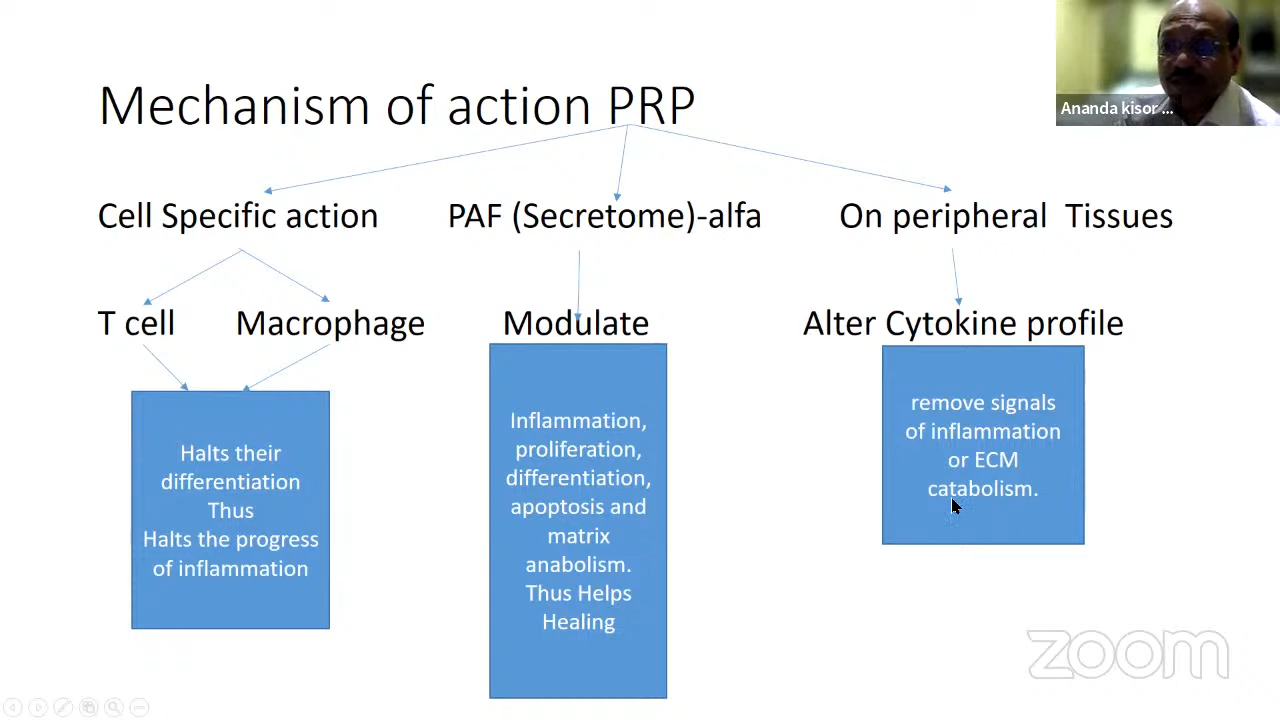 Mechanism of action PRP
Ananda kisor ...
Cell Specific action
PAF (Secretome)-alfa
On peripheral Tissues
T cell
Macrophage
Modulate
Alter Cytokine profile
Halts their
differentiation
Thus
Halts the progress
of inflammation
Inflammation,
proliferation,
differentiation,
apoptosis and
matrix
anabolism.
Thus Helps
Healing
remove signals
of inflammation
or ECM
catabolism.
zoom